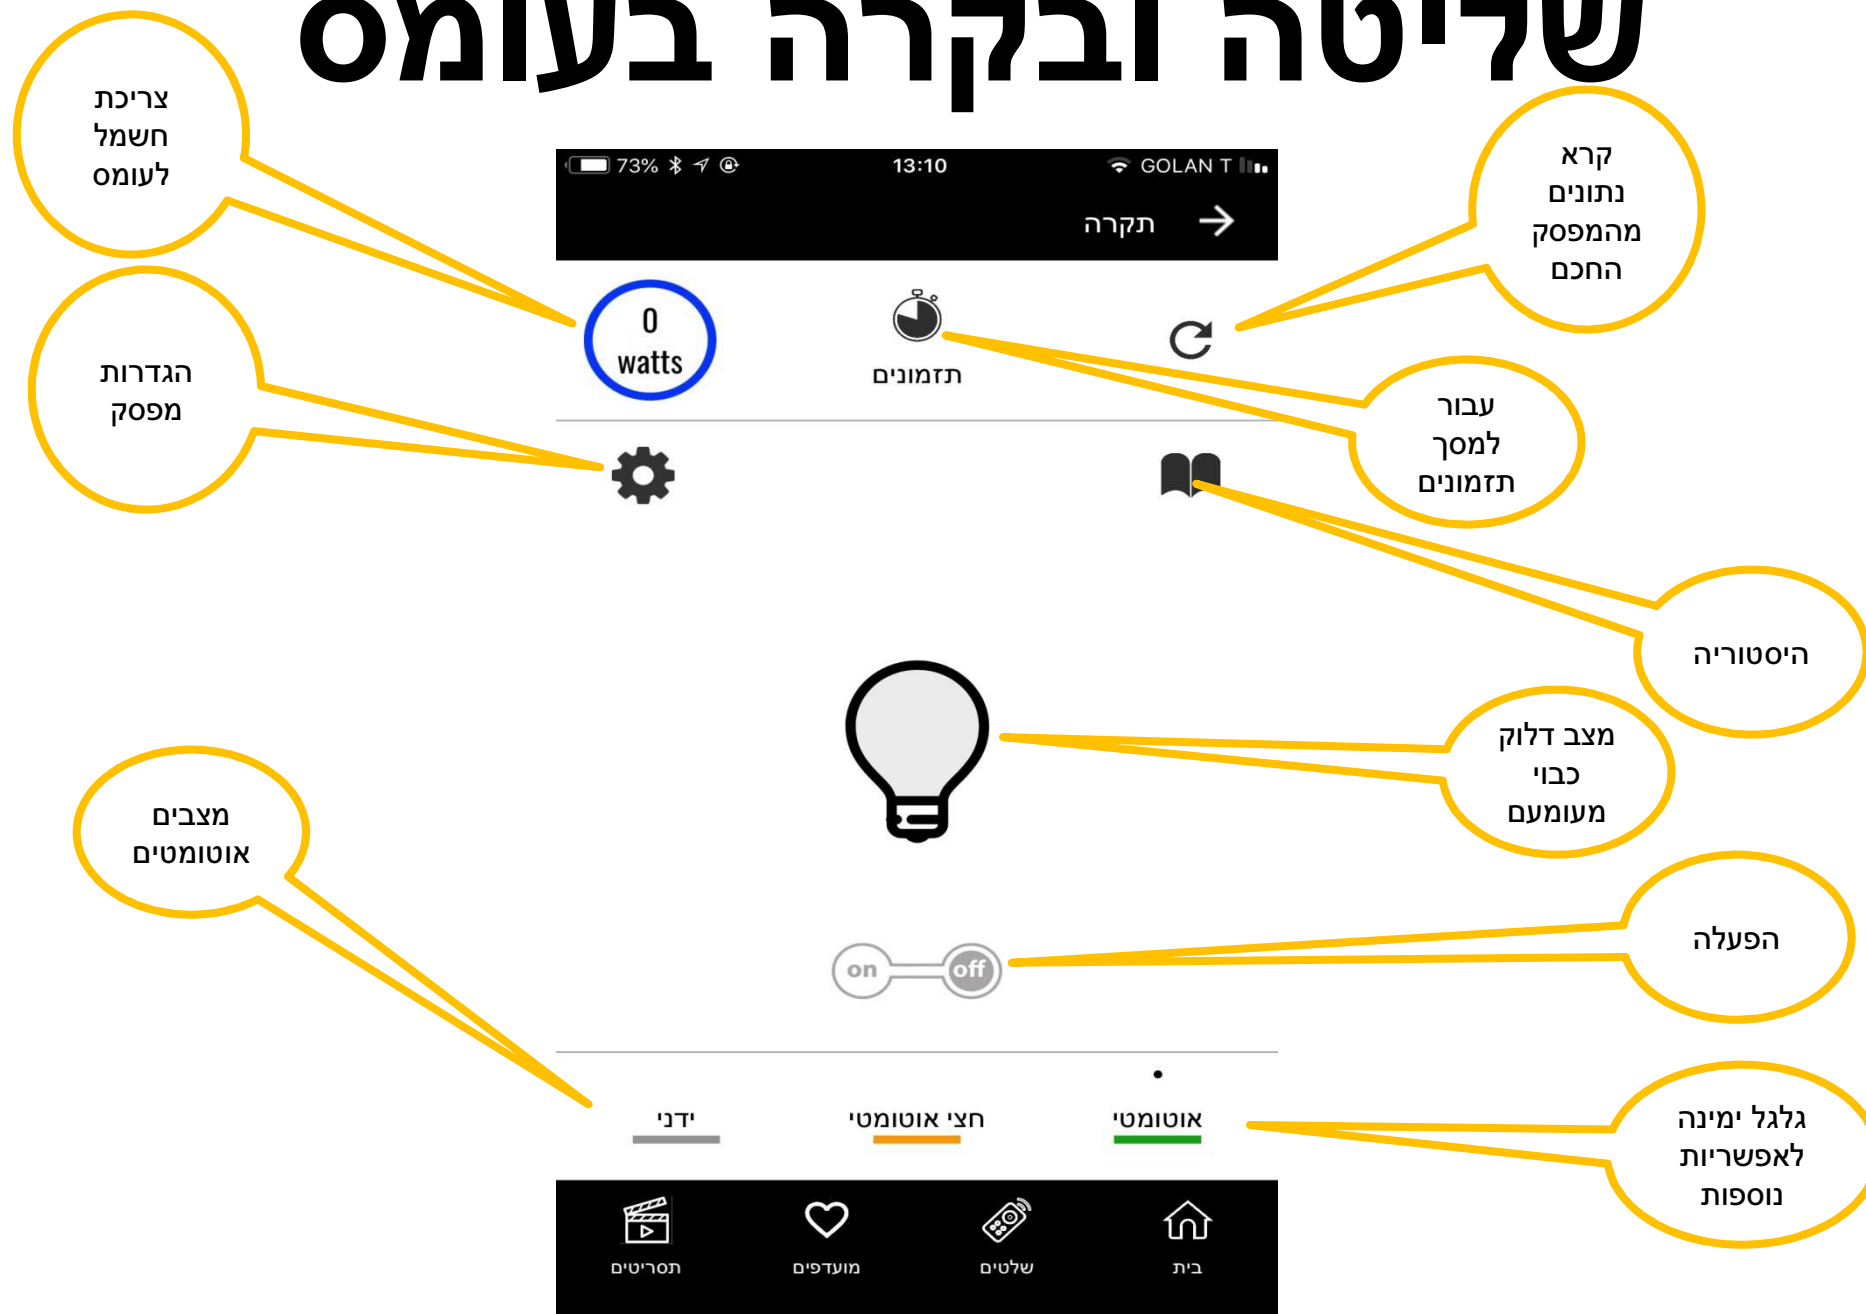 שליטה ובקרה בעומס
צריכת
חשמל
לעומס
קרא
נתונים
מהמפסק
החכם
73%
13:10
GOLAN T
תקרה
0
watts
תזמונים
הגדרות
מפסק
עבור
למסך
תזמונים
היסטוריה
מצב דלוק
כבוי
מעומעם
מצבים
אוטומטים
הפעלה
on
off
אוטומטי
חצי אוטומטי
ידני
גלגל ימינה
לאפשריות
נוספות
בית
שלטים
מועדפים
תסריטים